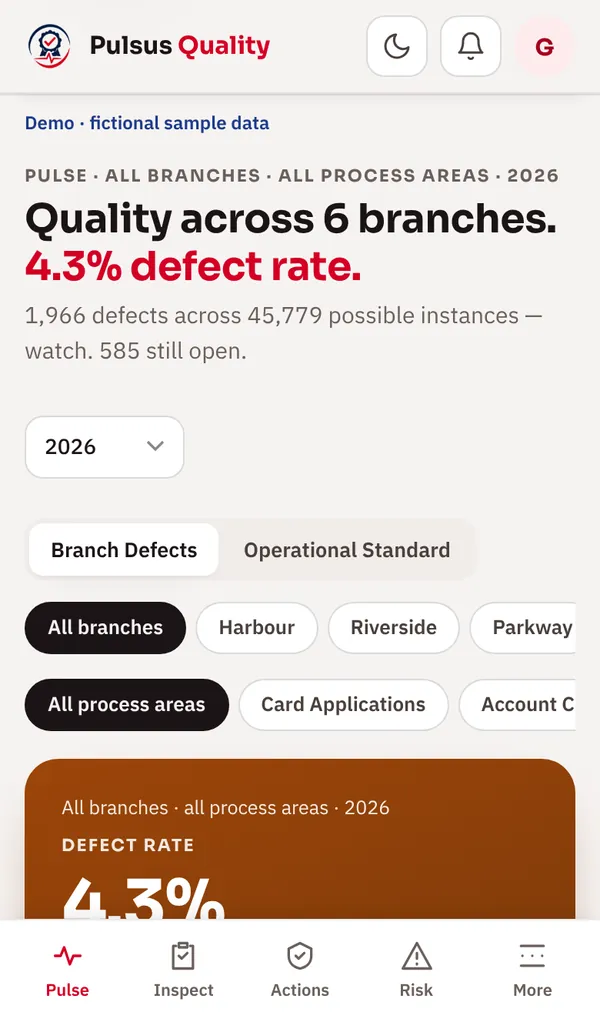 Pulsus Quality
G
Demo · fictional sample data
PULSE · ALL BRANCHES · ALL PROCESS AREAS · 2026
Quality across 6 branches.
4.3% defect rate.
1,966 defects across 45,779 possible instances —
watch. 585 still open.
2026
Branch Defects Operational Standard
All branches Harbour Riverside Parkway
All process areas Card Applications Account C
All branches · all process areas · 2026
DEFECT RATE
4.3%
Pulse Inspect Actions Risk More